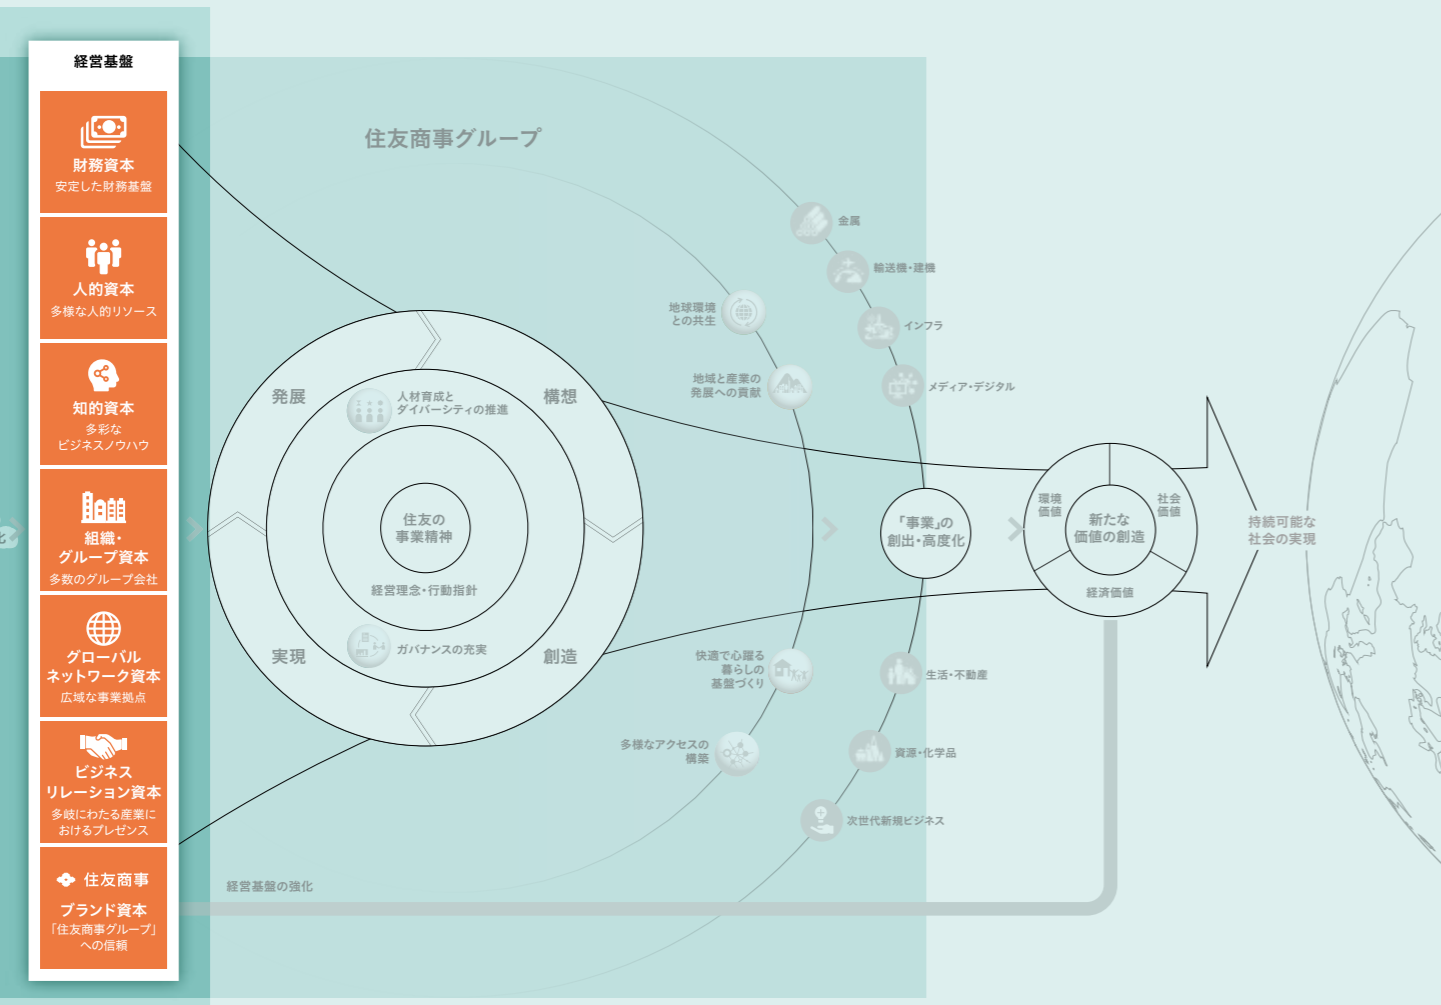 経営基盤
財務資本
安定した財務基盤
人的資本
多様な人的リソース
知的資本
多彩な
ビジネスノウハウ
組織・
グループ資本
多数のグループ会社
グローバル
ネットワーク資本
広域な事業拠点
ビジネス
リレーション資本
多岐にわたる産業に
おけるプレゼンス
住友商事
ブランド資本
「住友商事グループ」
への信頼
化
住友商事グループ
発展
構想
実現
創造
人材育成と
ダイバーシティの推進
住友の
事業精神
経営理念・行動指針
ガバナンスの充実
地球環境
との共生
地域と産業の
発展への貢献
快適で心躍る
暮らしの
基盤づくり
多様なアクセスの
構築
金属
輸送機・建機
インフラ
メディア・デジタル
「事業」の
創出・高度化
生活・不動産
資源・化学品
次世代新規ビジネス
環境
価値
社会
価値
新たな
価値の創造
経済価値
持続可能な
社会の実現
経営基盤の強化